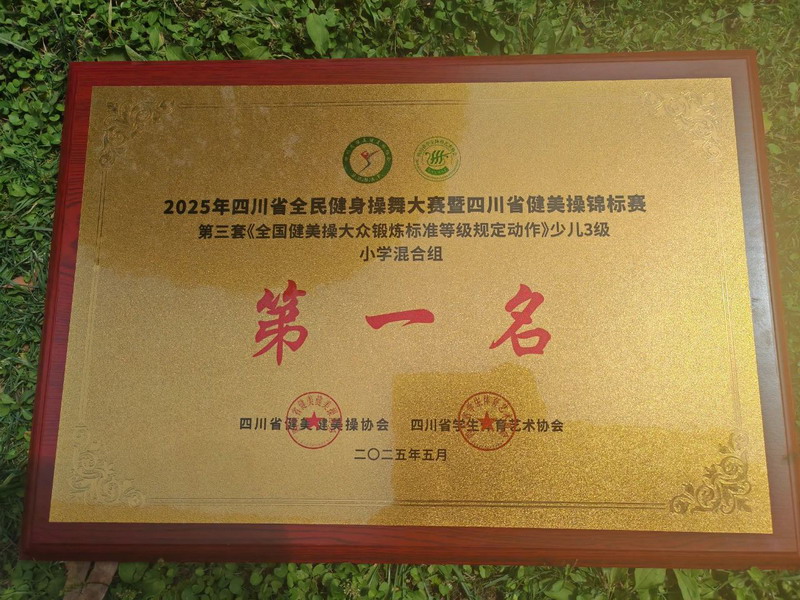 2025年四川省全民健身操舞大赛暨四川省健美操锦标赛
第三套《全国健美操大众锻炼标准等级规定动作》少儿3级
小学混合组
第一名
四川省健美健美操协会 四川省学生体育艺术协会
二〇二五年五月